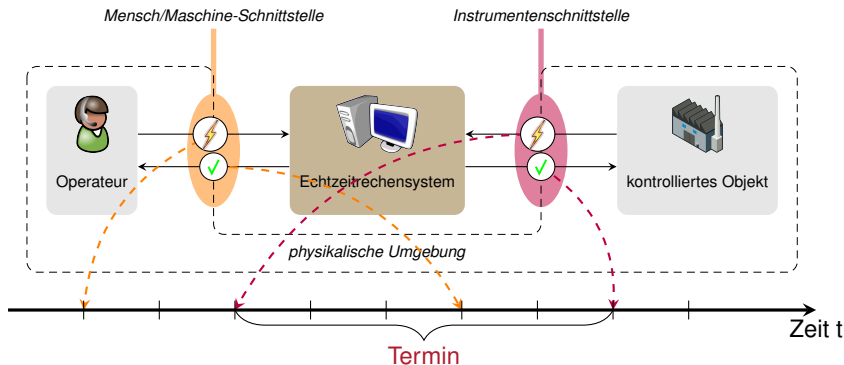 Mensch/Maschine-Schnittstelle
Instrumentenschnittstelle
Operateur
Echtzeitrechensystem
kontrolliertes Objekt
physikalische Umgebung
Zeit t
Termin